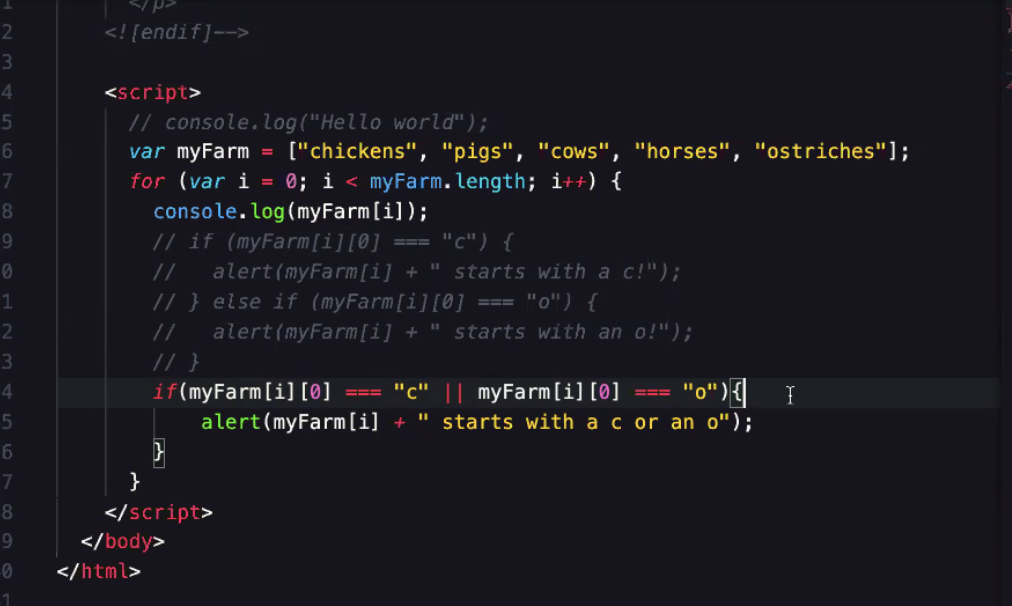 1 </p>
2 <![endif]-->
3
4 <script>
5 // console.log("Hello world");
6 var myFarm = ["chickens", "pigs", "cows", "horses", "ostriches"];
7 for (var i = 0; i < myFarm.length; i++) {
8 console.log(myFarm[i]);
9 // if (myFarm[i][0] === "c") {
0 //   alert(myFarm[i] + " starts with a c!");
1 // } else if (myFarm[i][0] === "o") {
2 //   alert(myFarm[i] + " starts with an o!");
3 // }
4 if(myFarm[i][0] === "c" || myFarm[i][0] === "o"){
5 alert(myFarm[i] + " starts with a c or an o");
6 }
7 }
8 </script>
9 </body>
0 </html>
1